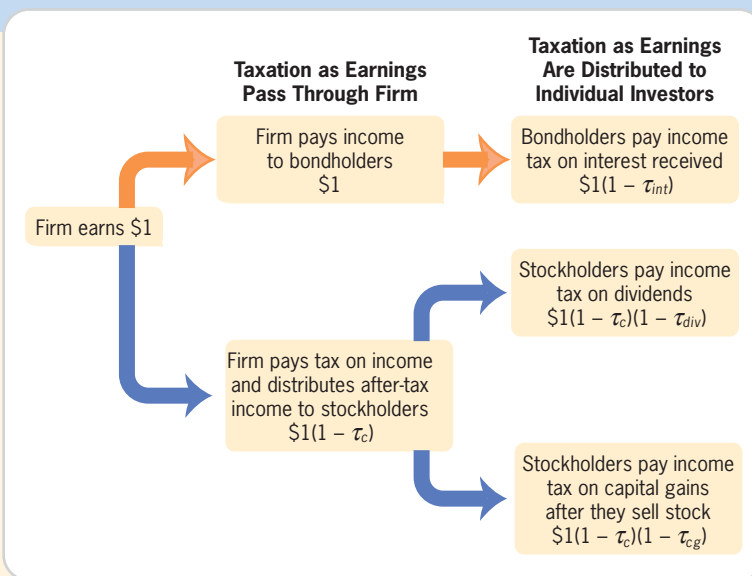 Taxation as Earnings
Pass Through Firm
Taxation as Earnings
Are Distributed to
Individual Investors
Firm earns $1
Firm pays income
to bondholders
$1
Bondholders pay income
tax on interest received
$1(1 – τint)
Firm pays tax on income
and distributes after-tax
income to stockholders
$1(1 – τc)
Stockholders pay income
tax on dividends
$1(1 – τc)(1 – τdiv)
Stockholders pay income
tax on capital gains
after they sell stock
$1(1 – τc)(1 – τcg)